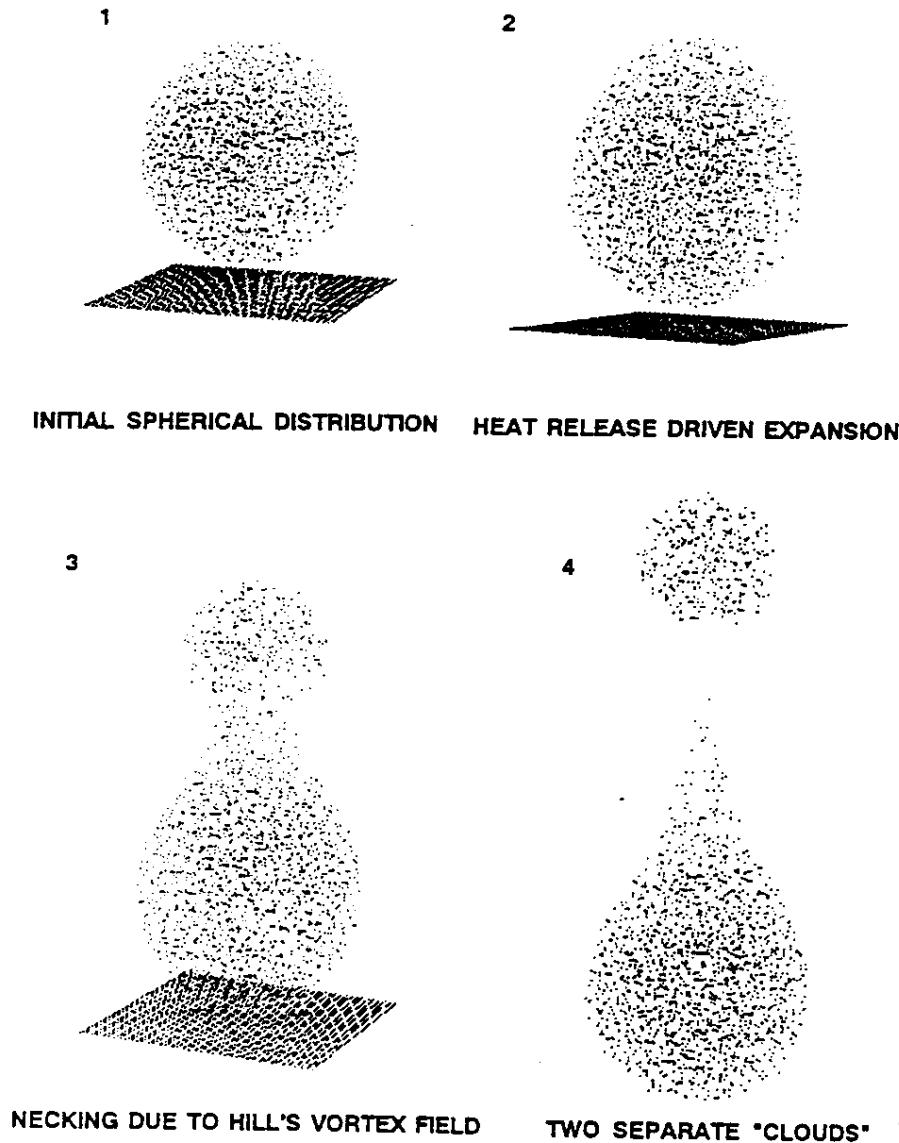 1
2
INITIAL SPHERICAL DISTRIBUTION
HEAT RELEASE DRIVEN EXPANSION
3
4
NECKING DUE TO HILL'S VORTEX FIELD
TWO SEPARATE "CLOUDS"